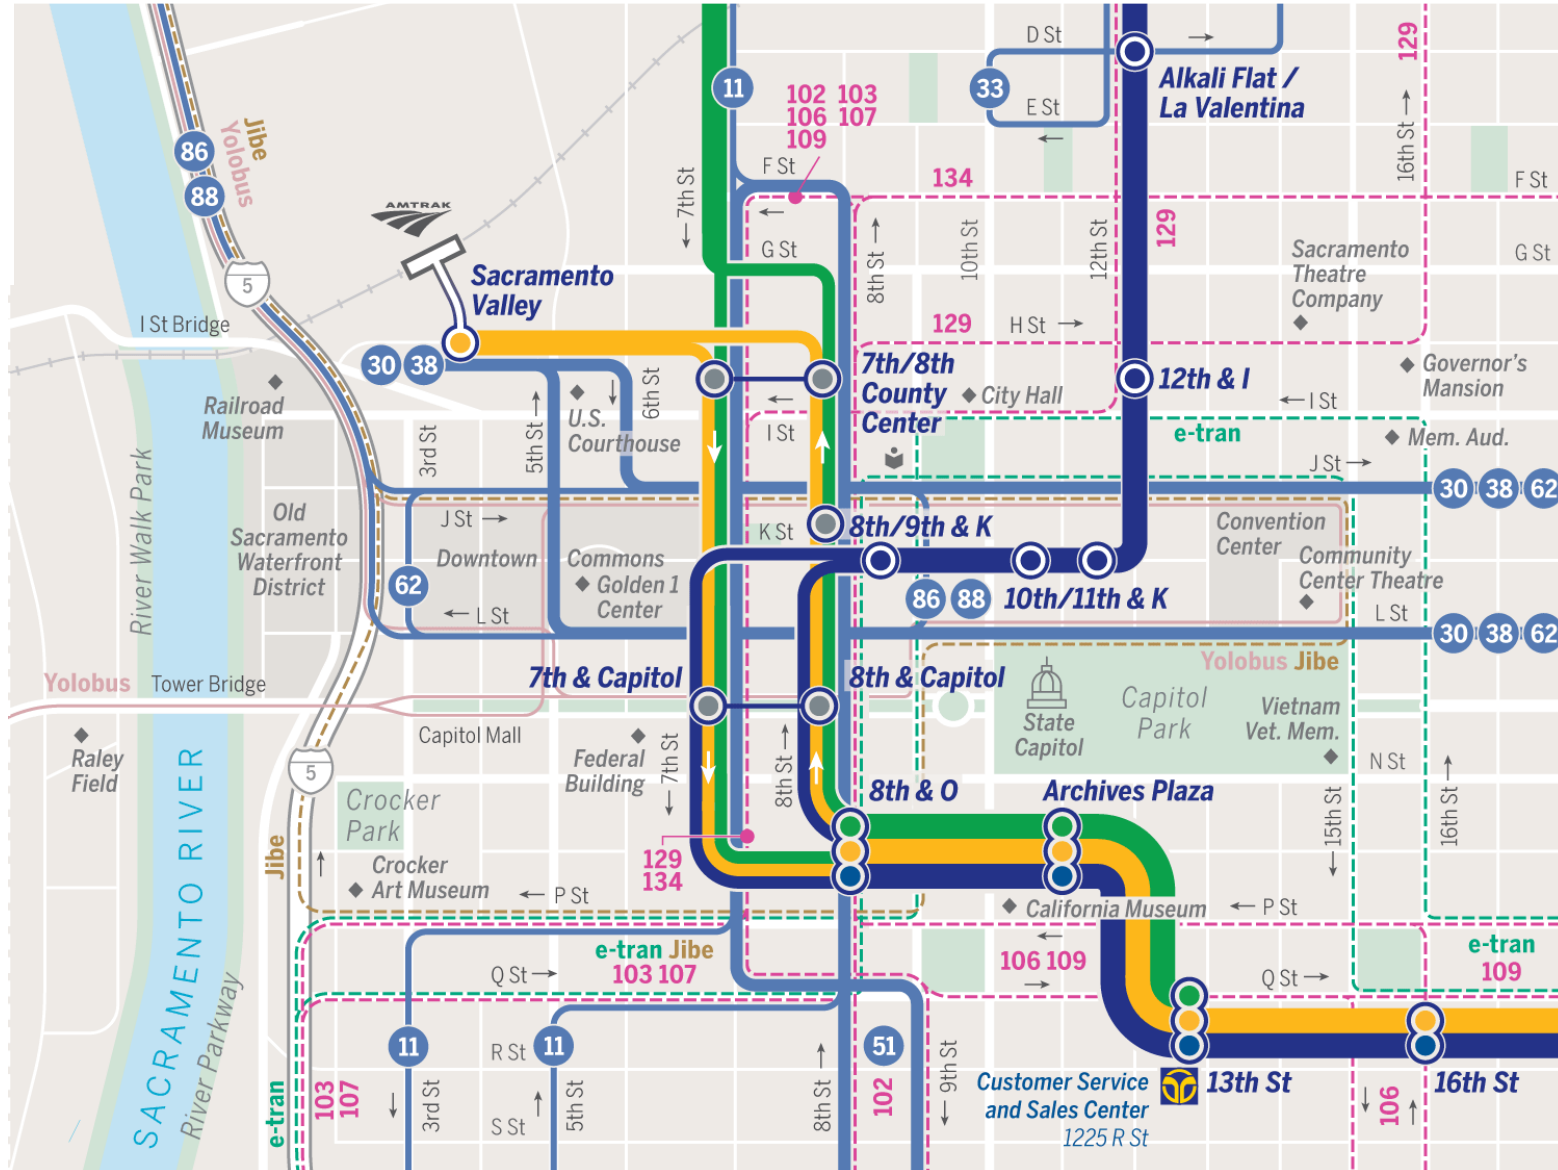 D St
129
11
33
Alkali Flat /
La Valentina
102 103
106 107
109
E St
16th St
Jibe
Yolobus
86
88
7th St
F St
134
F St
AMTRAK
8th St
10th St
12th St
129
G St
Sacramento
Theatre
Company
G St
Sacramento
Valley
5
I St Bridge
129
H St
30
38
6th St
7th/8th
County
Center
12th & I
Governor's
Mansion
City Hall
I St
Railroad
Museum
U.S.
Courthouse
I St
e-tran
Mem. Aud.
3rd St
5th St
J St
30
38
62
River Walk Park
Old
Sacramento
Waterfront
District
J St
K St
8th/9th & K
Convention
Center
Downtown
Commons
Golden 1
Center
Community
Center Theatre
62
86
88
10th/11th & K
L St
L St
30
38
62
Yolobus
Tower Bridge
7th & Capitol
8th & Capitol
Yolobus Jibe
State
Capitol
Capitol
Park
Vietnam
Vet. Mem.
Raley
Field
Capitol Mall
Federal
Building
7th St
8th St
N St
5
8th & O
Archives Plaza
15th St
16th St
Crocker
Park
SACRAMENTO RIVER
Jibe
Crocker
Art Museum
129
134
P St
California Museum
P St
e-tran Jibe
103 107
106 109
e-tran
109
Q St
Q St
River Parkway
11
R St
11
51
9th St
Customer Service
and Sales Center
1225 R St
13th St
16th St
e-tran
103
107
3rd St
S St
5th St
8th St
102
106